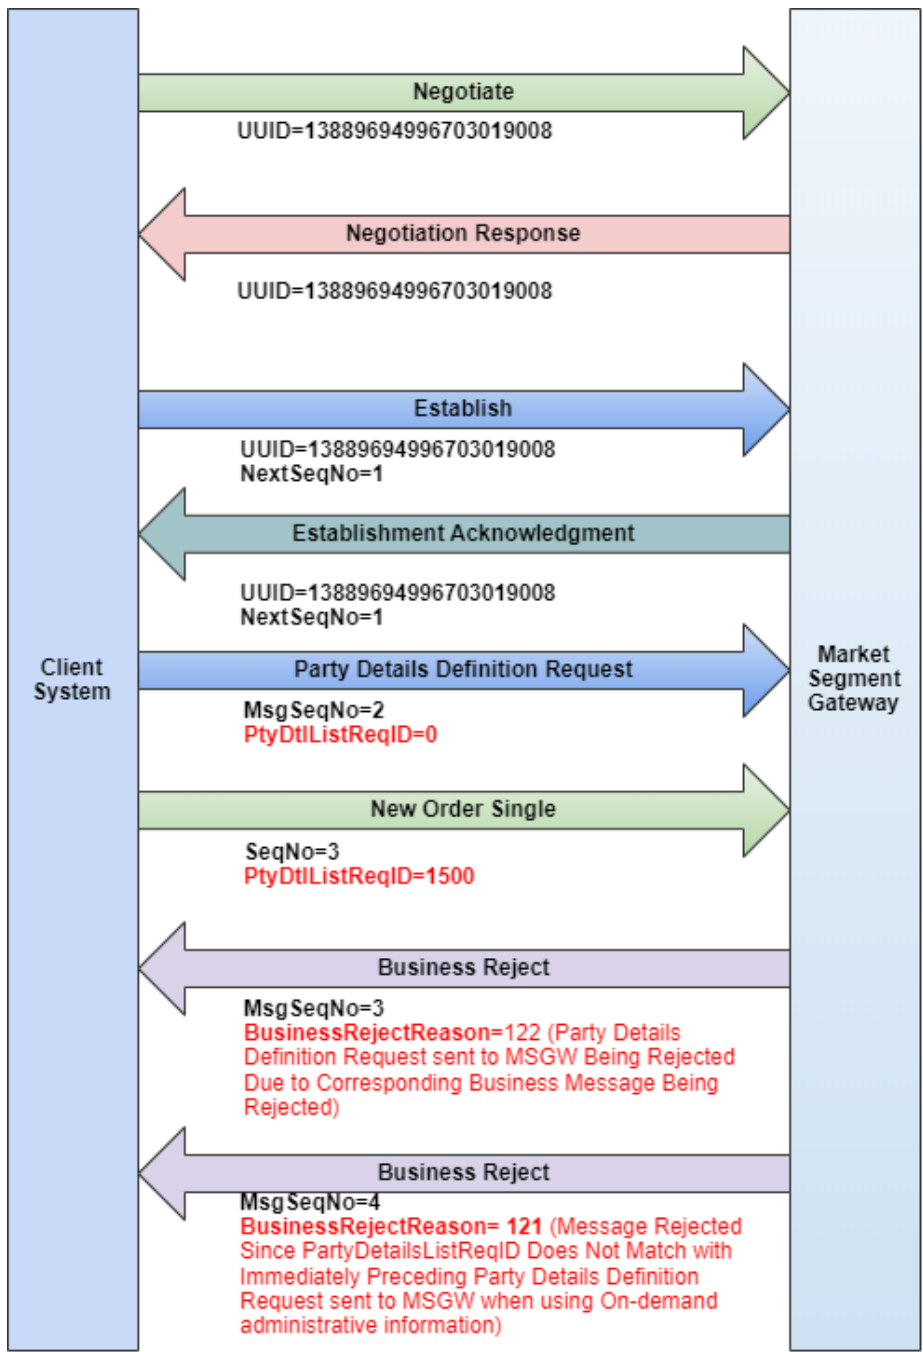 Negotiate
UUID=13889694996703019008
Negotiation Response
UUID=13889694996703019008
Establish
UUID=13889694996703019008
NextSeqNo=1
Establishment Acknowledgment
UUID=13889694996703019008
NextSeqNo=1
Client
System
Market
Segment
Gateway
Party Details Definition Request
MsgSeqNo=2
PtyDtlListReqID=0
New Order Single
SeqNo=3
PtyDtlListReqID=1500
Business Reject
MsgSeqNo=3
BusinessRejectReason=122 (Party Details
Definition Request sent to MSGW Being Rejected
Due to Corresponding Business Message Being
Rejected)
Business Reject
MsgSeqNo=4
BusinessRejectReason= 121 (Message Rejected
Since PartyDetailsListReqID Does Not Match with
Immediately Preceding Party Details Definition
Request sent to MSGW when using On-demand
administrative information)